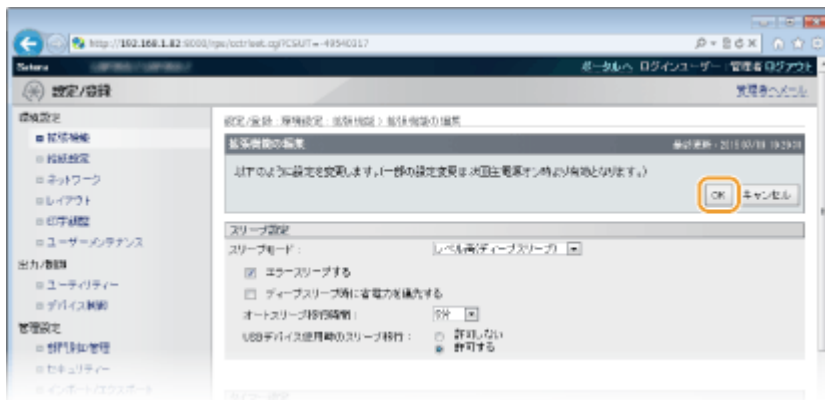 http://192.168.1.82:8000/rps/cctrleet.cgi?CSUIT=-49540217
Satera
ポータルへ ログインユーザー : 管理者 ログアウト
設定/登録
管理者へメール
環境設定
拡張機能
給紙設定
ネットワーク
レイアウト
印字調整
ユーザーメンテナンス
出力/制御
ユーティリティー
デバイス制御
管理設定
部門別ID管理
セキュリティー
インポート/エクスポート
設定/登録 : 環境設定 : 拡張機能 > 拡張機能の編集
拡張機能の編集
最終更新 :
以下のように設定を変更します。(一部の設定変更は次回主電源オン時より有効となります。)
OK キャンセル
スリープ設定
スリープモード : レベル高(ディープスリープ)
エラースリープする
ディープスリープ時に省電力を優先する
オートスリープ移行時間 :
USBデバイス使用時のスリープ移行 : 許可しない
許可する
タイマー設定